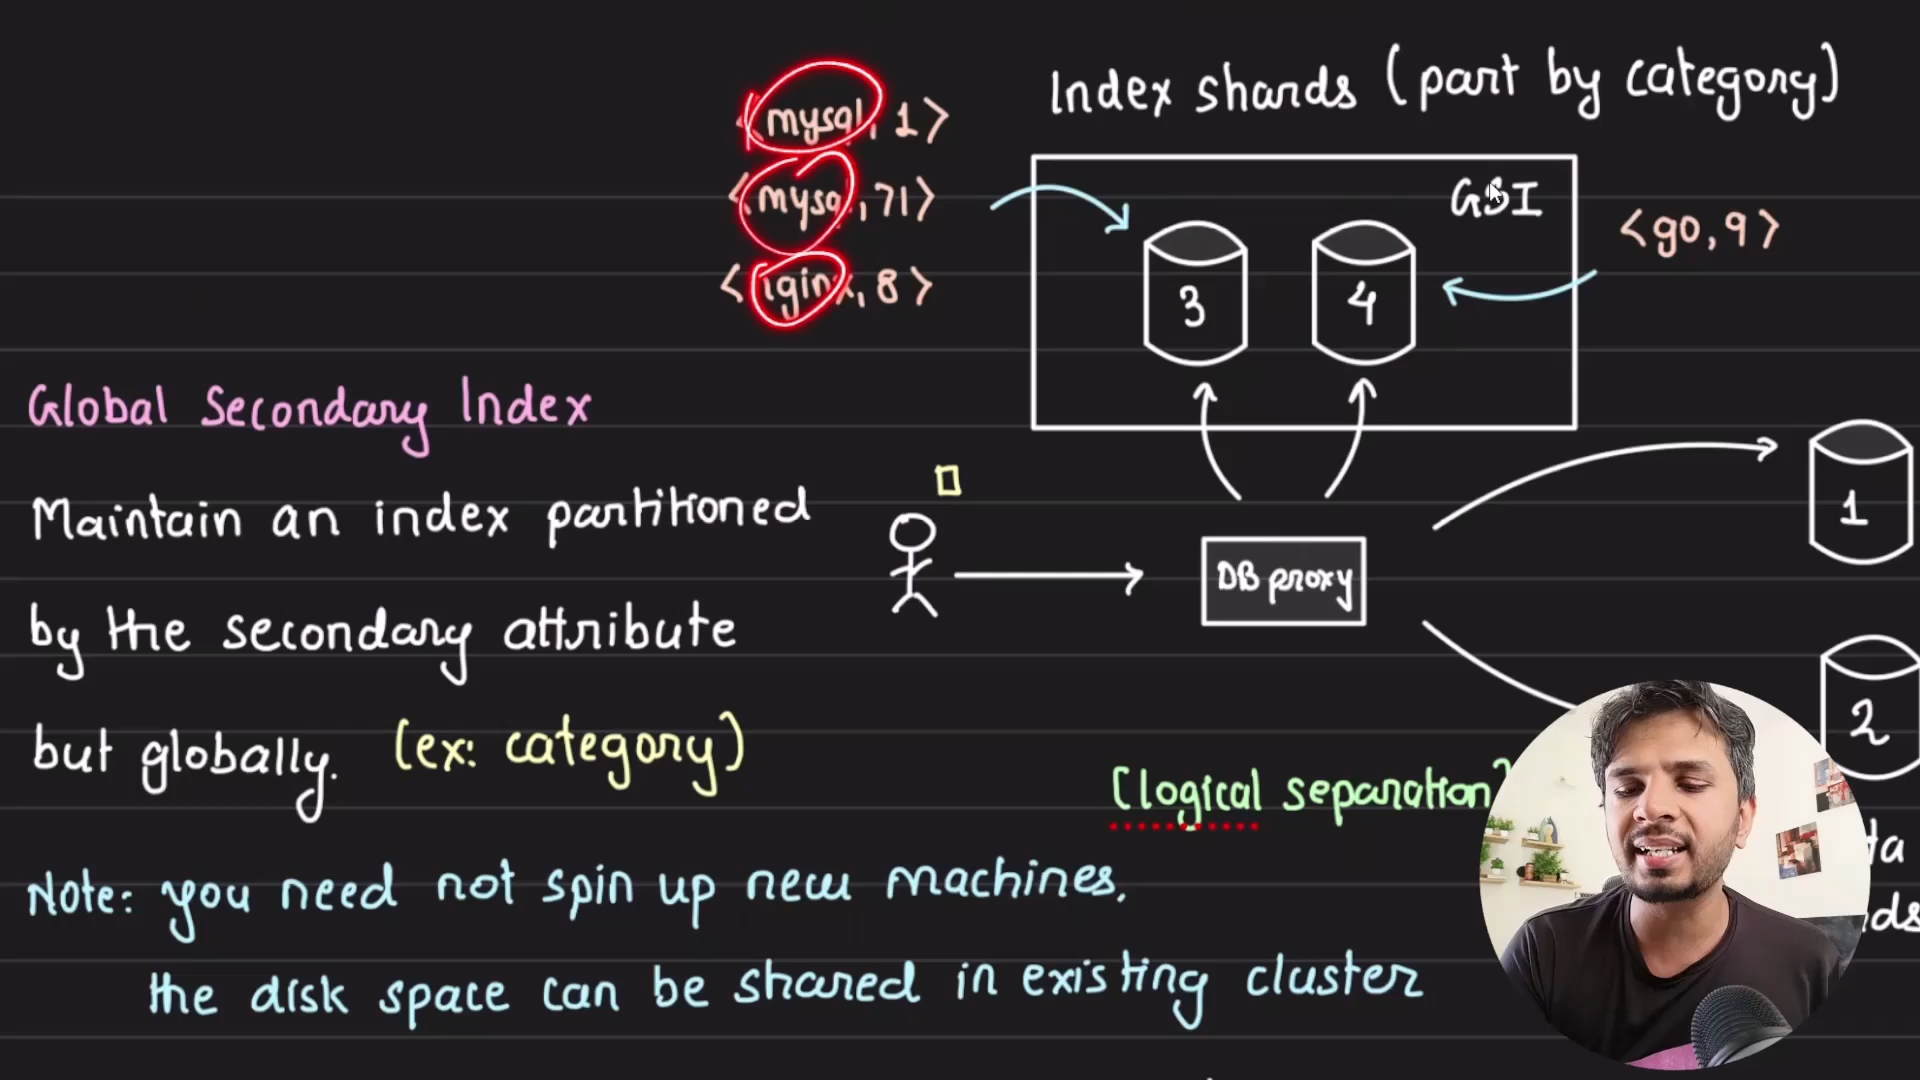 Index shards (part by category)
<mysql, 1>
<mysql, 71>
8>
GSI
<go, 9>
3
4
Global Secondary Index
Maintain an index partitioned
by the secondary attribute
but globally. (ex: category)
DB proxy
1
2
[logical separation]
Note: you need not spin up new machines.
the disk space can be shared in existing cluster